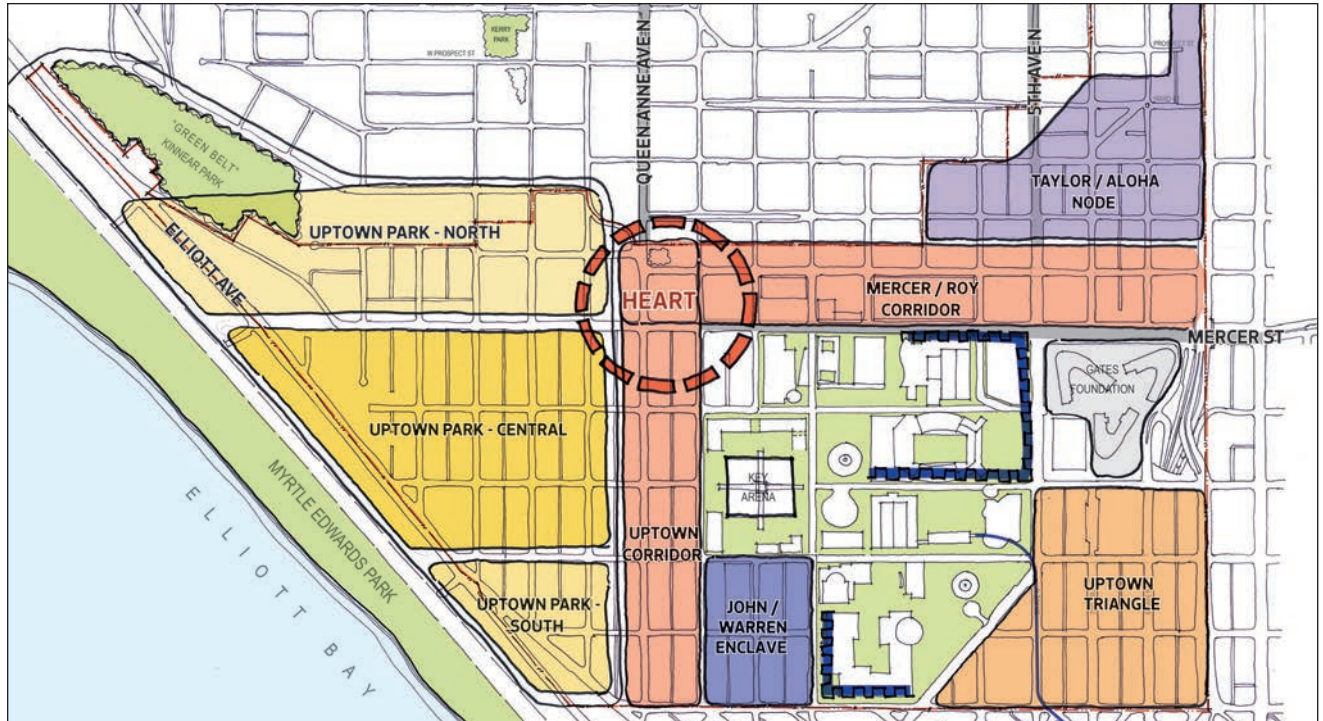 KERRY
PARK
W PROSPECT ST
QUEEN ANNE AVE N
5TH AVE N
"GREEN BELT"
KINNEAR PARK
TAYLOR / ALOHA
NODE
UPTOWN PARK - NORTH
ELLIOTT AVE
HEART
MERCER / ROY
CORRIDOR
MERCER ST
GATES
FOUNDATION
UPTOWN PARK - CENTRAL
KEY
ARENA
MYRTLE EDWARDS PARK
ELLIOTT BAY
UPTOWN
CORRIDOR
UPTOWN PARK -
SOUTH
JOHN /
WARREN
ENCLAVE
UPTOWN
TRIANGLE